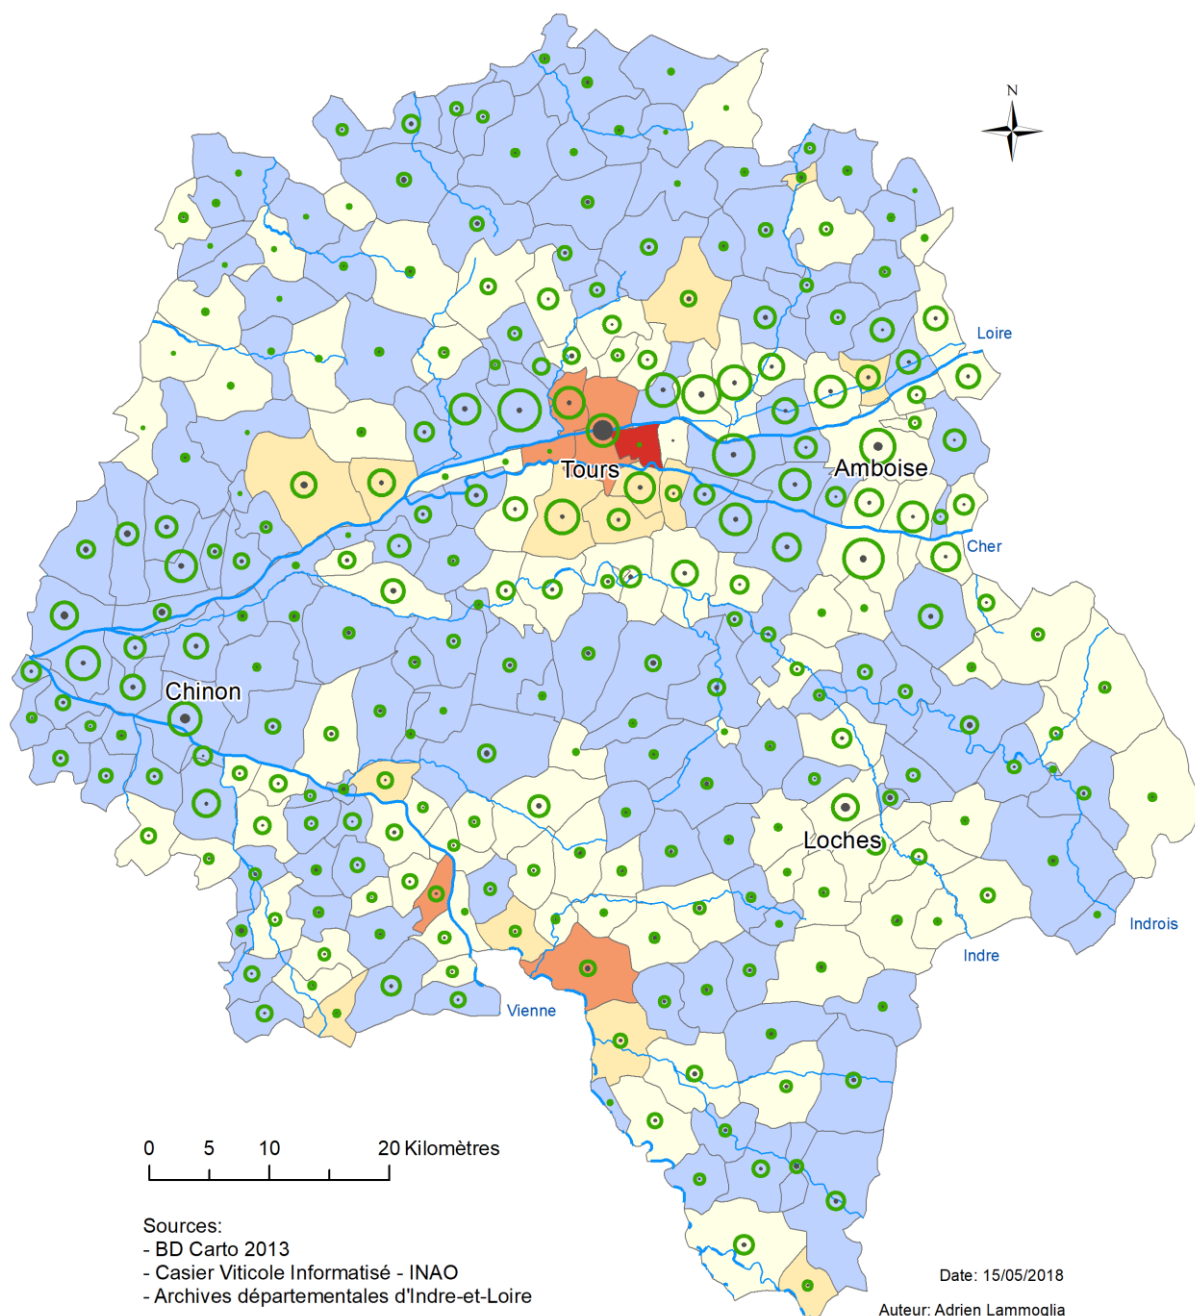 N
Loire
Tours
Amboise
Cher
Chinon
Loches
Indrois
Indre
Vienne
0 5 10 20 Kilomètres
Sources:
- BD Carto 2013
- Casier Viticole Informatisé - INAO
- Archives départementales d'Indre-et-Loire
Date: 15/05/2018
Auteur: Adrien Lammoglia